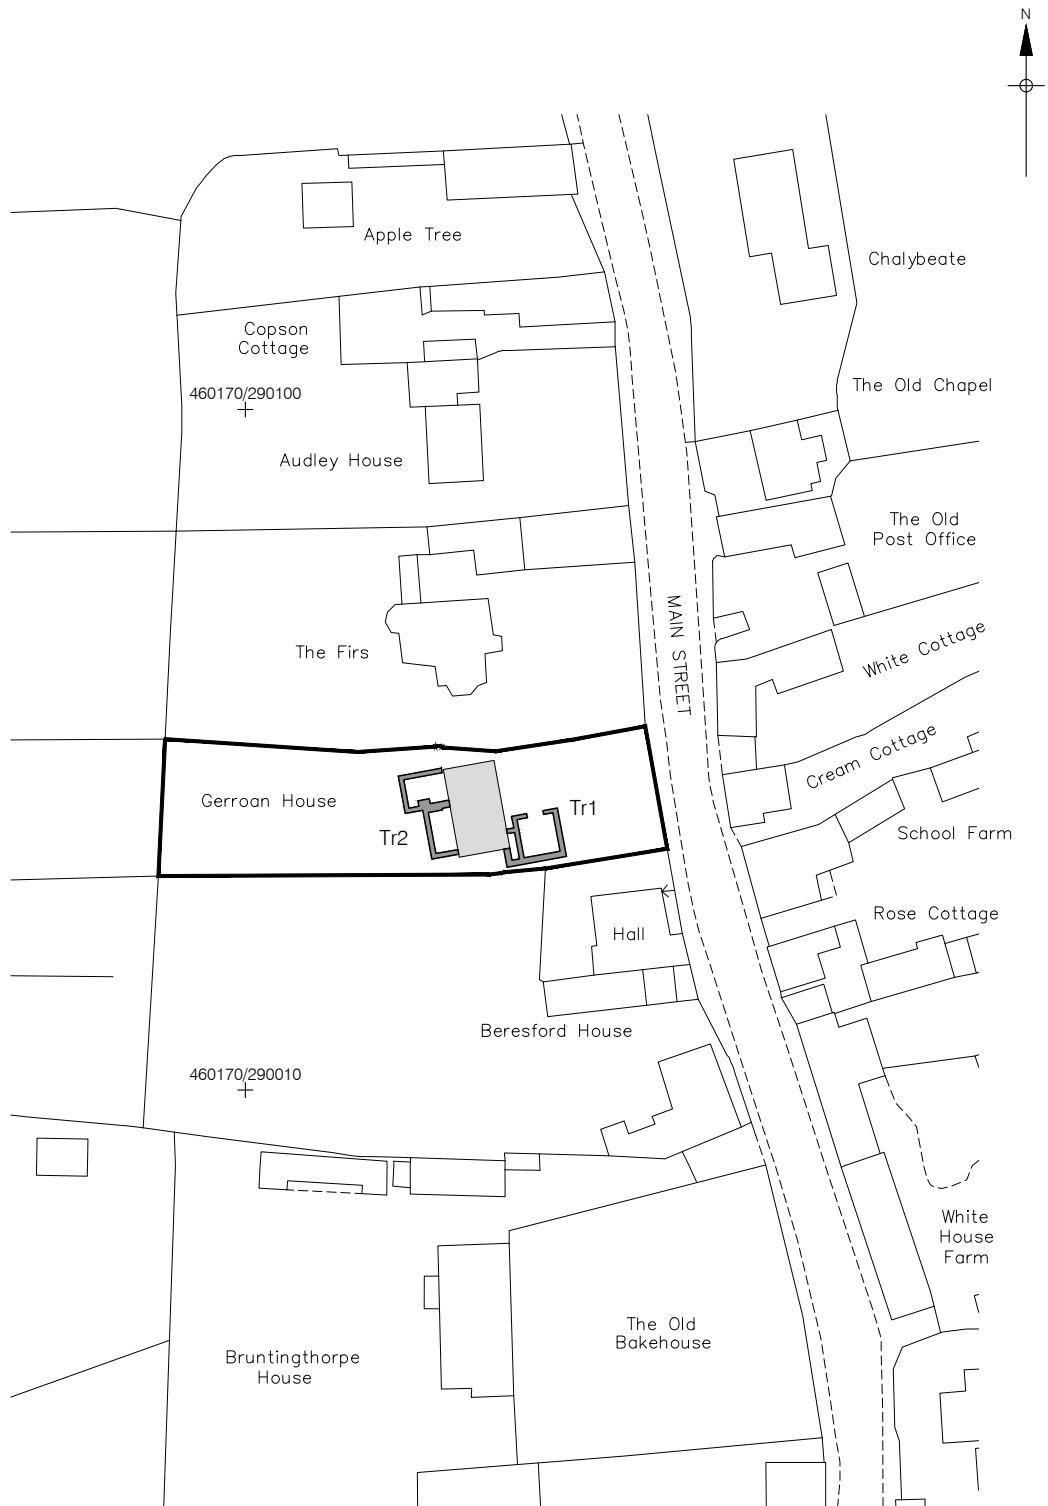 N
Apple Tree
Chalybeate
Copson
Cottage
460170/290100
The Old Chapel
Audley House
The Old
Post Office
MAIN STREET
White Cottage
The Firs
Cream Cottage
Gerroan House
Tr1
Tr2
School Farm
Rose Cottage
Hall
Beresford House
460170/290010
White
House
Farm
The Old
Bakehouse
Bruntingthorpe
House